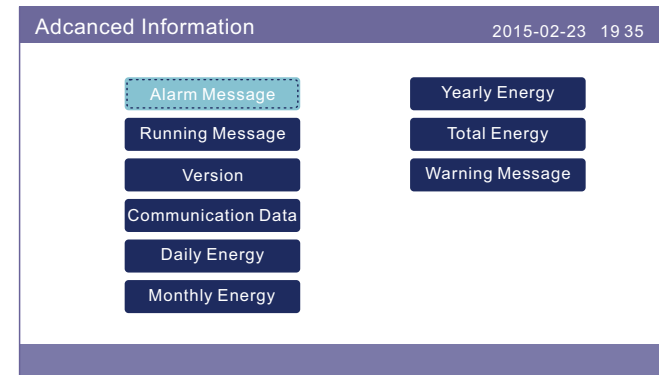 Adcanced Information
2015-02-23 19 35
Alarm Message
Running Message
Version
Communication Data
Daily Energy
Monthly Energy
Yearly Energy
Total Energy
Warning Message